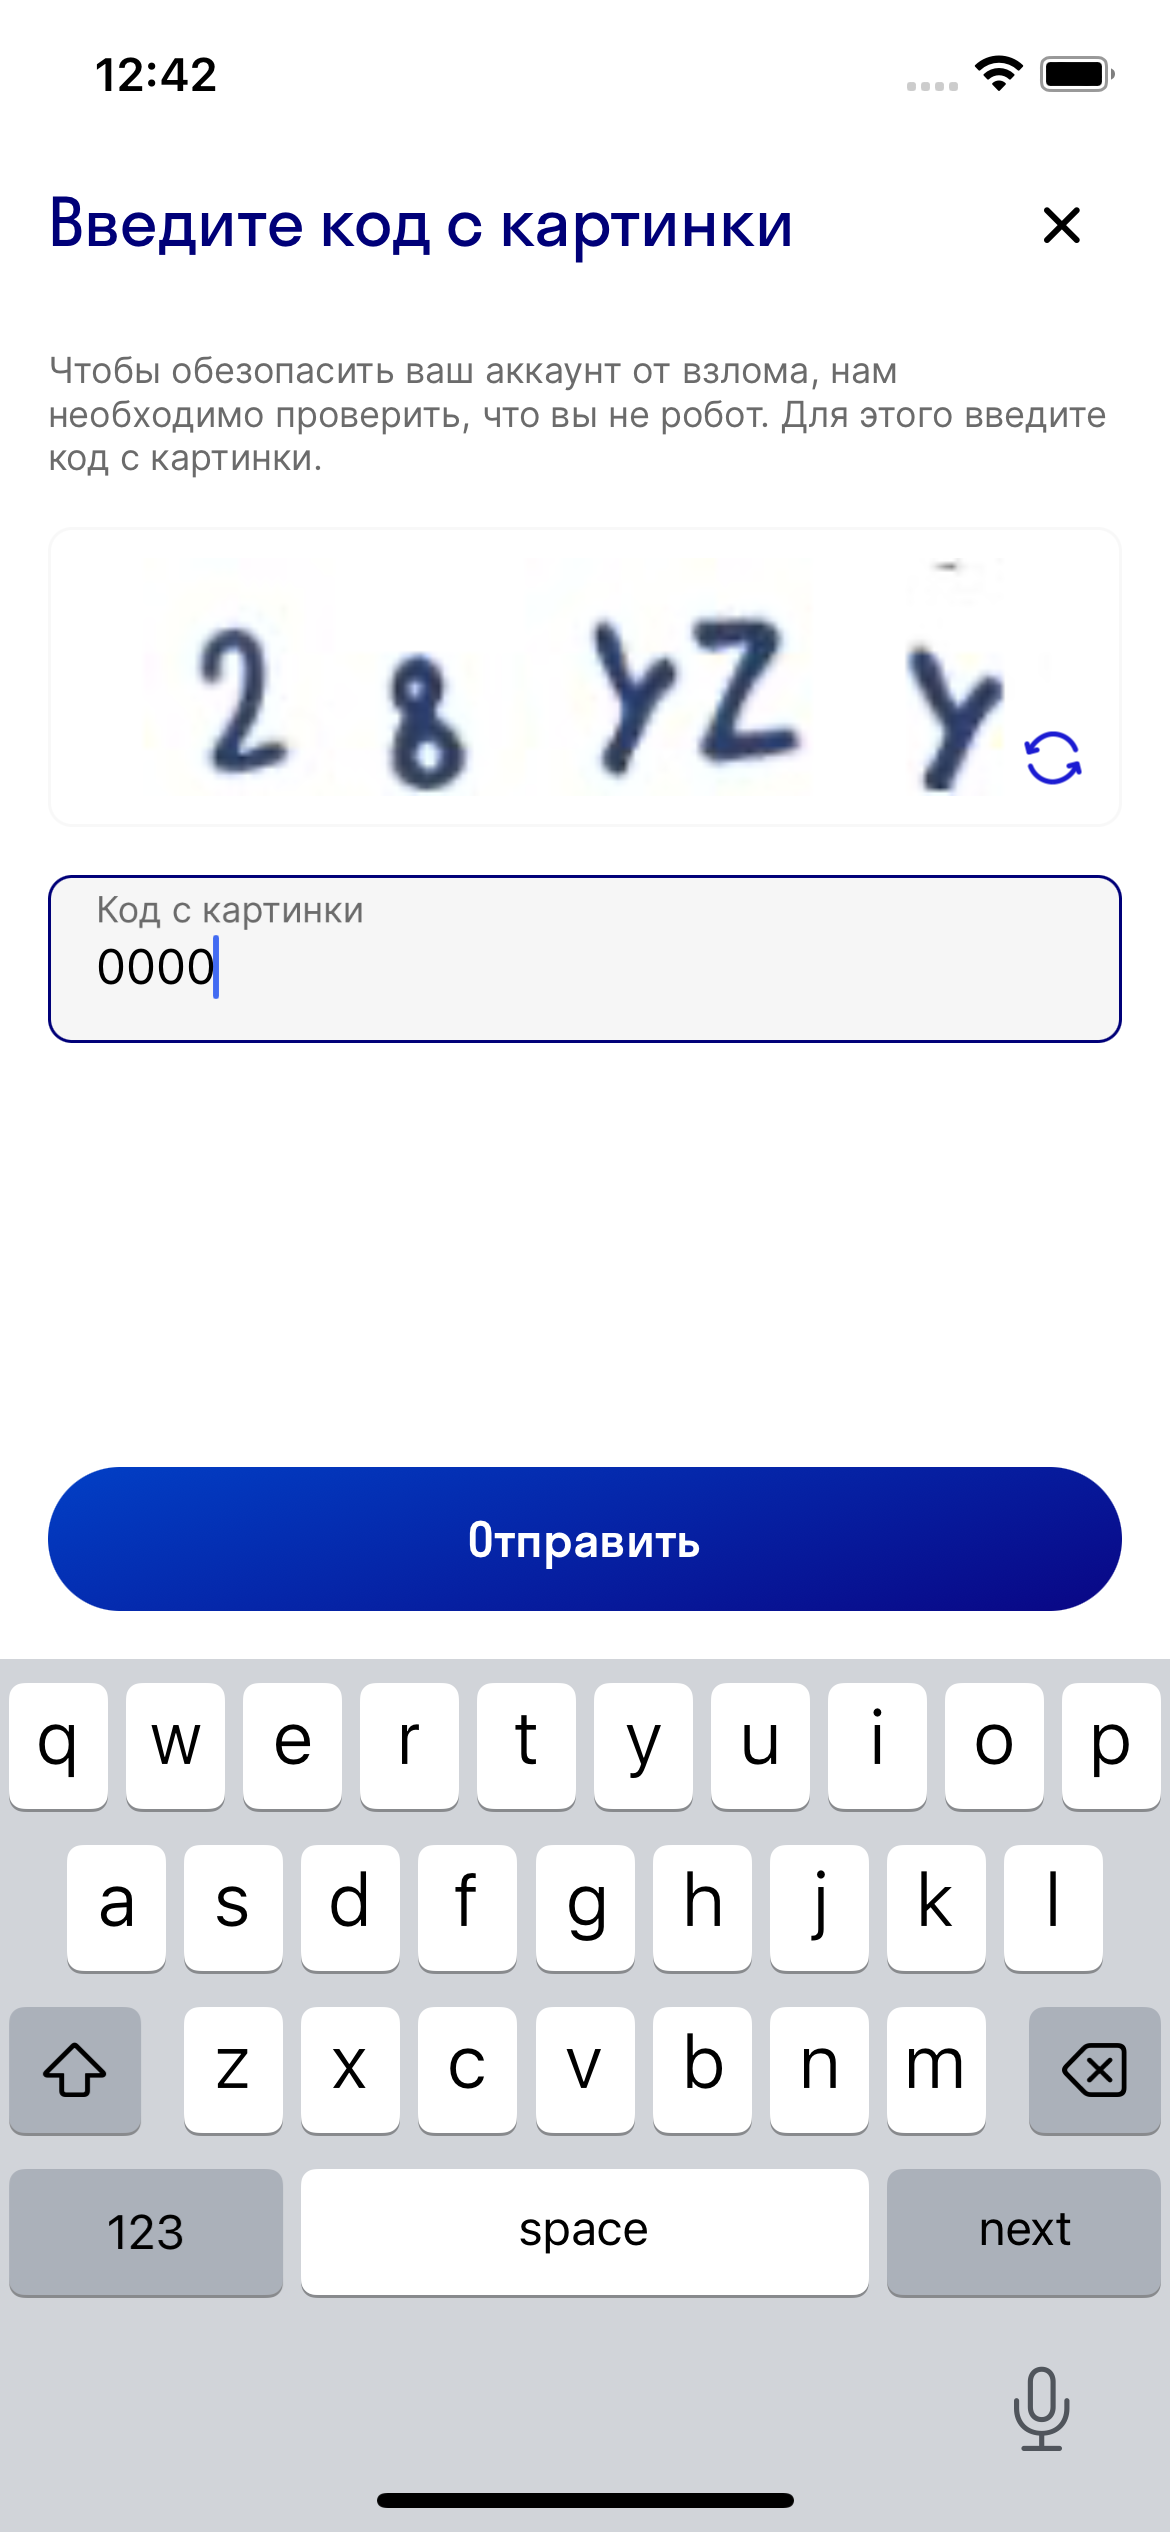 12:42
Введите код с картинки
Чтобы обезопасить ваш аккаунт от взлома, нам
необходимо проверить, что вы не робот. Для этого введите
код с картинки.
2 8 YZ Y
Код с картинки
0000
Отправить
q w e r t y u i o p
a s d f g h j k l
z x c v b n m
123 space next